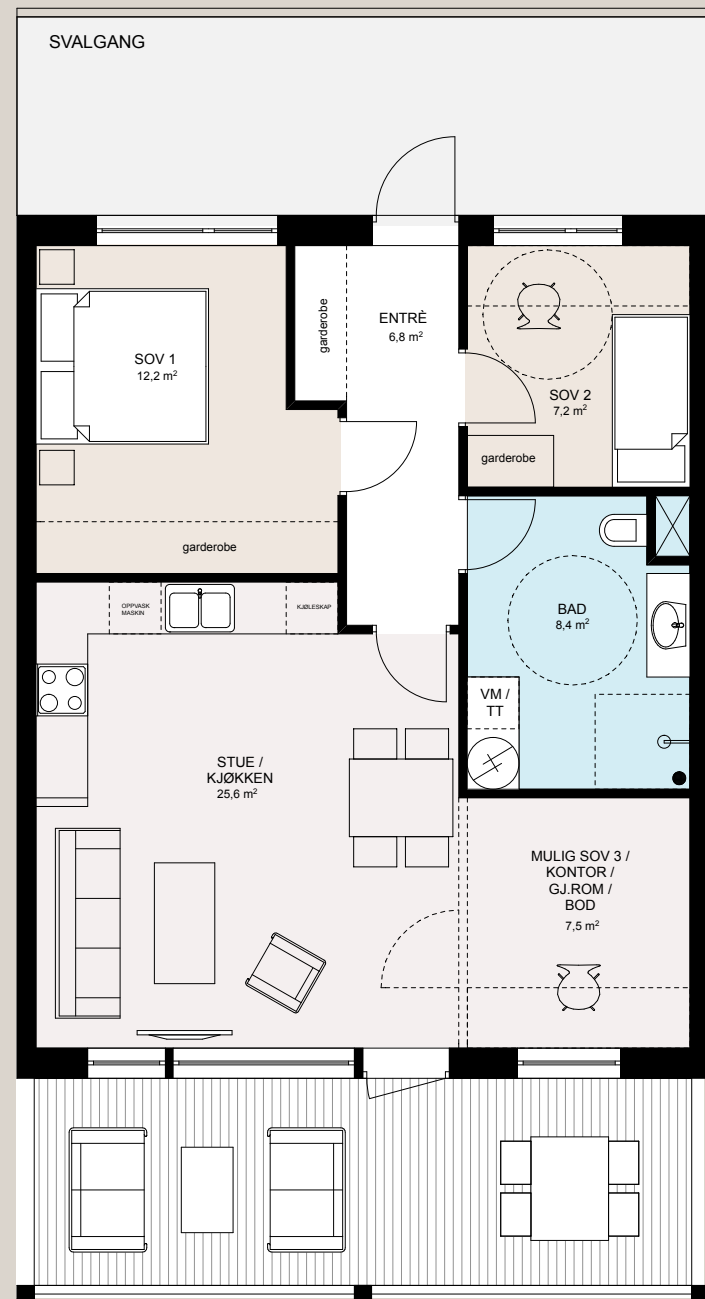 SVALGANG
ENTRÈ
6,8 m²
garderobe
SOV 1
12,2 m²
garderobe
SOV 2
7,2 m²
garderobe
OPPVASK
MASKIN
KJØLESKAP
BAD
8,4 m²
VM /
TT
STUE /
KJØKKEN
25,6 m²
MULIG SOV 3 /
KONTOR /
GJ.ROM /
BOD
7,5 m²